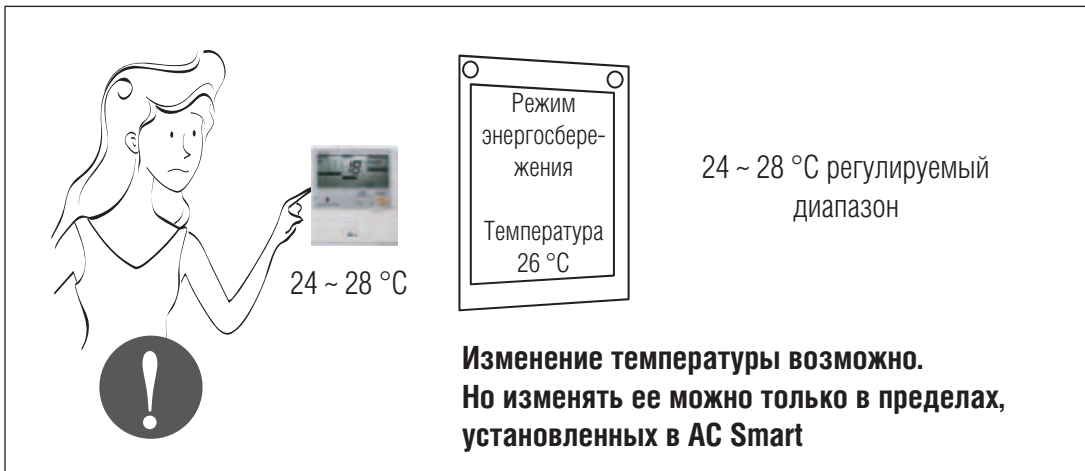 24 ~ 28 °C
Режим
энергосбере-
жения
Температура
26 °C
24 ~ 28 °C регулируемый
диапазон
Изменение температуры возможно.
Но изменять ее можно только в пределах,
установленных в AC Smart